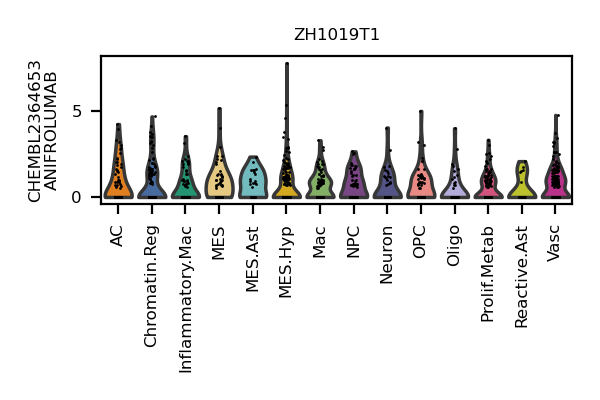 ZH1019T1
CHEMBL2364653
ANIFROLUMAB
5
0
AC
Chromatin.Reg
Inflammatory.Mac
MES
MES.Ast
MES.Hyp
Mac
NPC
Neuron
OPC
Oligo
Prolif.Metab
Reactive.Ast
Vasc